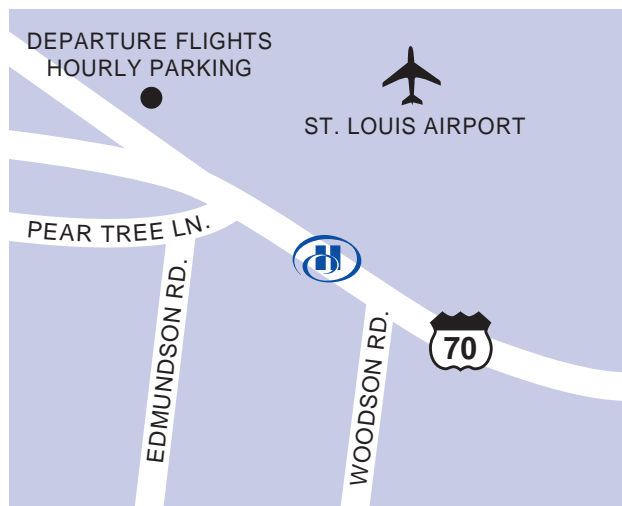 DEPARTURE FLIGHTS
HOURLY PARKING
ST. LOUIS AIRPORT
PEAR TREE LN.
H
EDMUNDSON RD.
WOODSON RD.
70